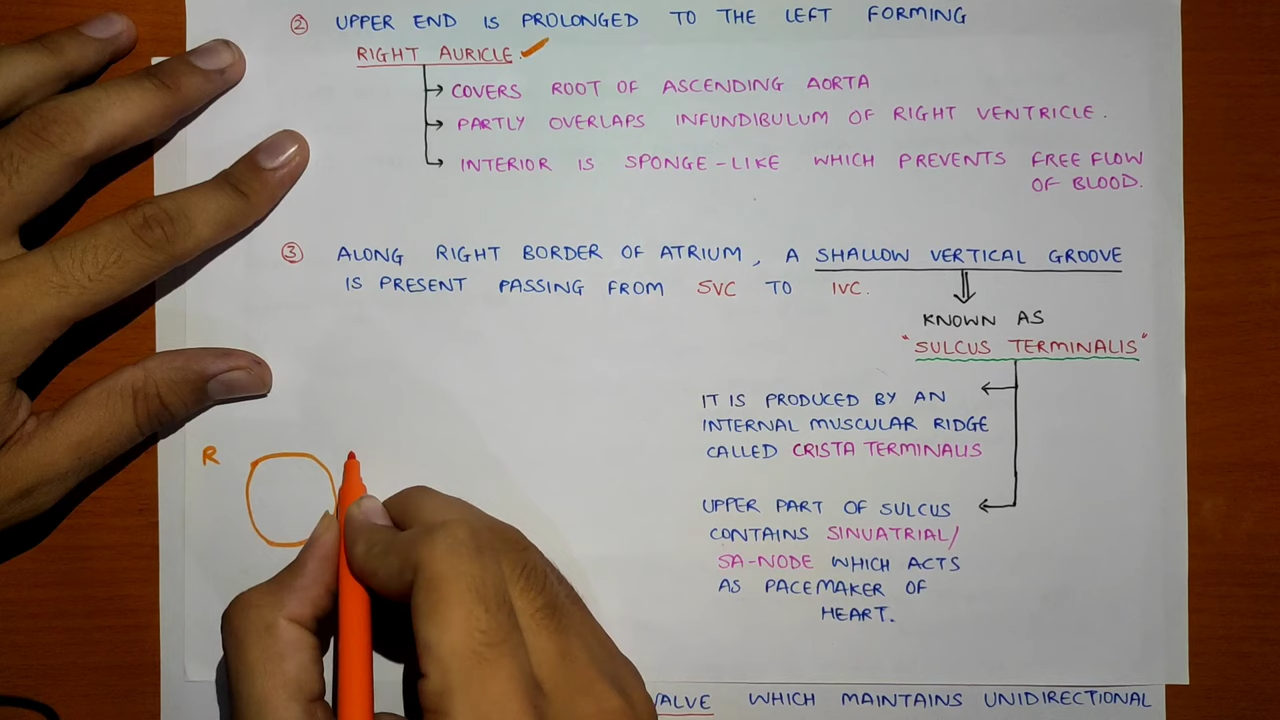 ② UPPER END IS PROLONGED TO THE LEFT FORMING
RIGHT AURICLE.
COVERS ROOT OF ASCENDING AORTA
PARTLY OVERLAPS INFUNDIBULUM OF RIGHT VENTRICLE.
INTERIOR IS SPONGE-LIKE WHICH PREVENTS FREE FLOW
OF BLOOD.
③ ALONG RIGHT BORDER OF ATRIUM, A SHALLOW VERTICAL GROOVE
IS PRESENT PASSING FROM SVC TO IVC.
KNOWN AS
"SULCUS TERMINALIS"
IT IS PRODUCED BY AN
INTERNAL MUSCULAR RIDGE
CALLED CRISTA TERMINALIS
R
UPPER PART OF SULCUS
CONTAINS SINUATRIAL/
SA-NODE WHICH ACTS
AS PACEMAKER OF
HEART.
VALVE WHICH MAINTAINS UNIDIRECTIONAL